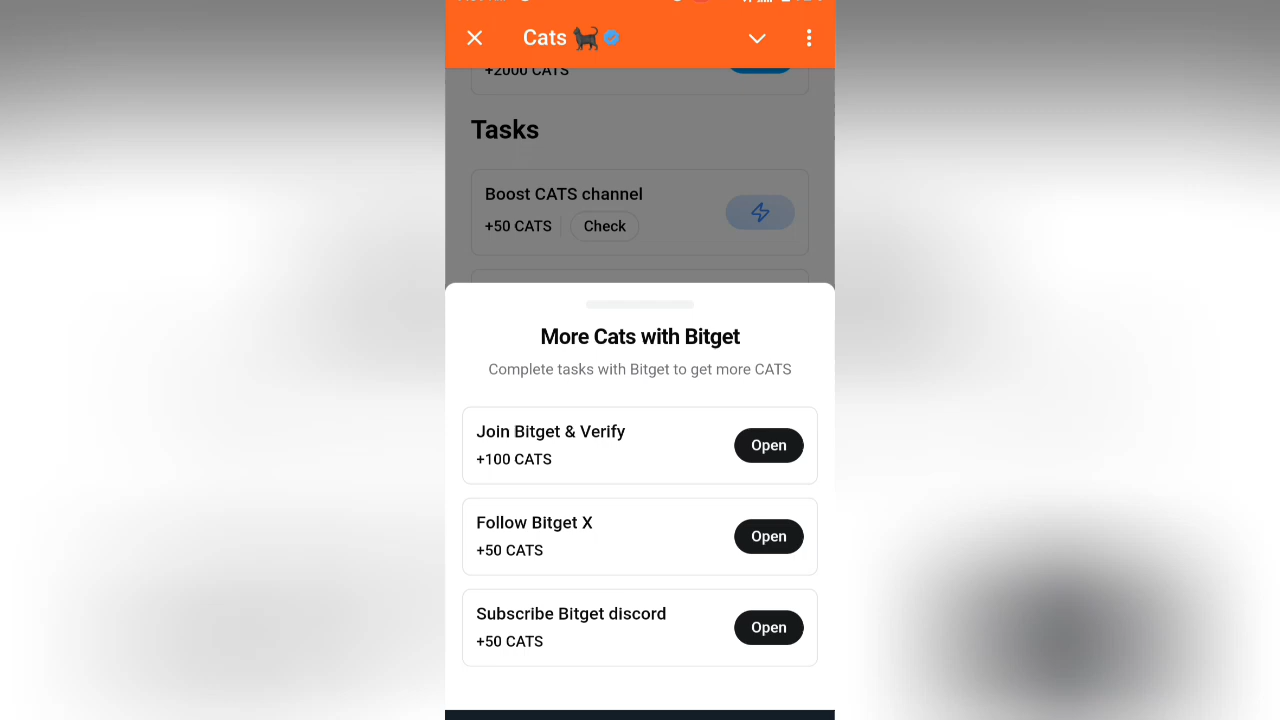 Cats
+2000 CATS
Tasks
Boost CATS channel
+50 CATS
Check
More Cats with Bitget
Complete tasks with Bitget to get more CATS
Join Bitget & Verify
+100 CATS
Open
Follow Bitget X
+50 CATS
Open
Subscribe Bitget discord
+50 CATS
Open